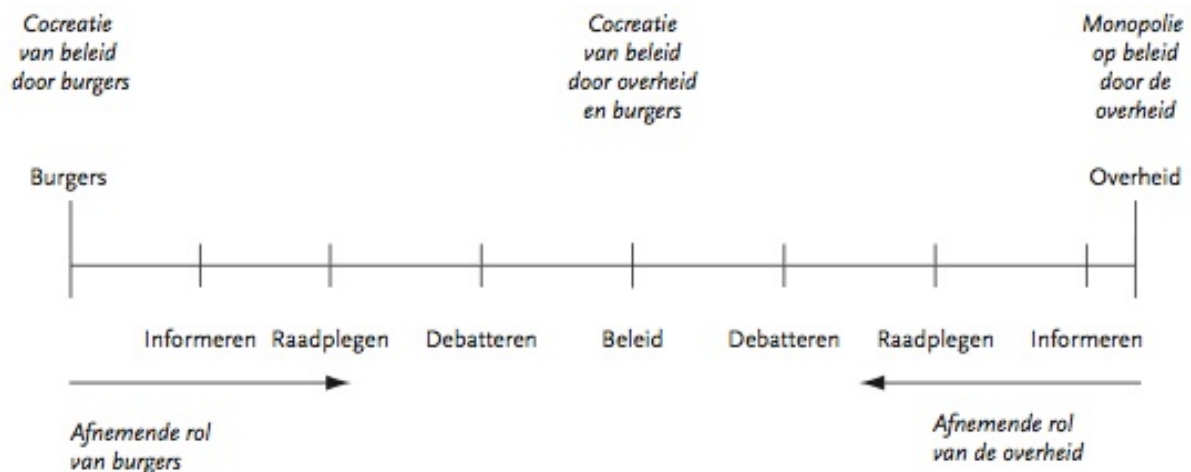 Cocreatie
van beleid
door burgers
Cocreatie
van beleid
door overheid
en burgers
Monopolie
op beleid
door de
overheid
Burgers
Overheid
Informeren Raadplegen Debatteren Beleid Debatteren Raadplegen Informeren
Afnemende rol
van burgers
Afnemende rol
van de overheid